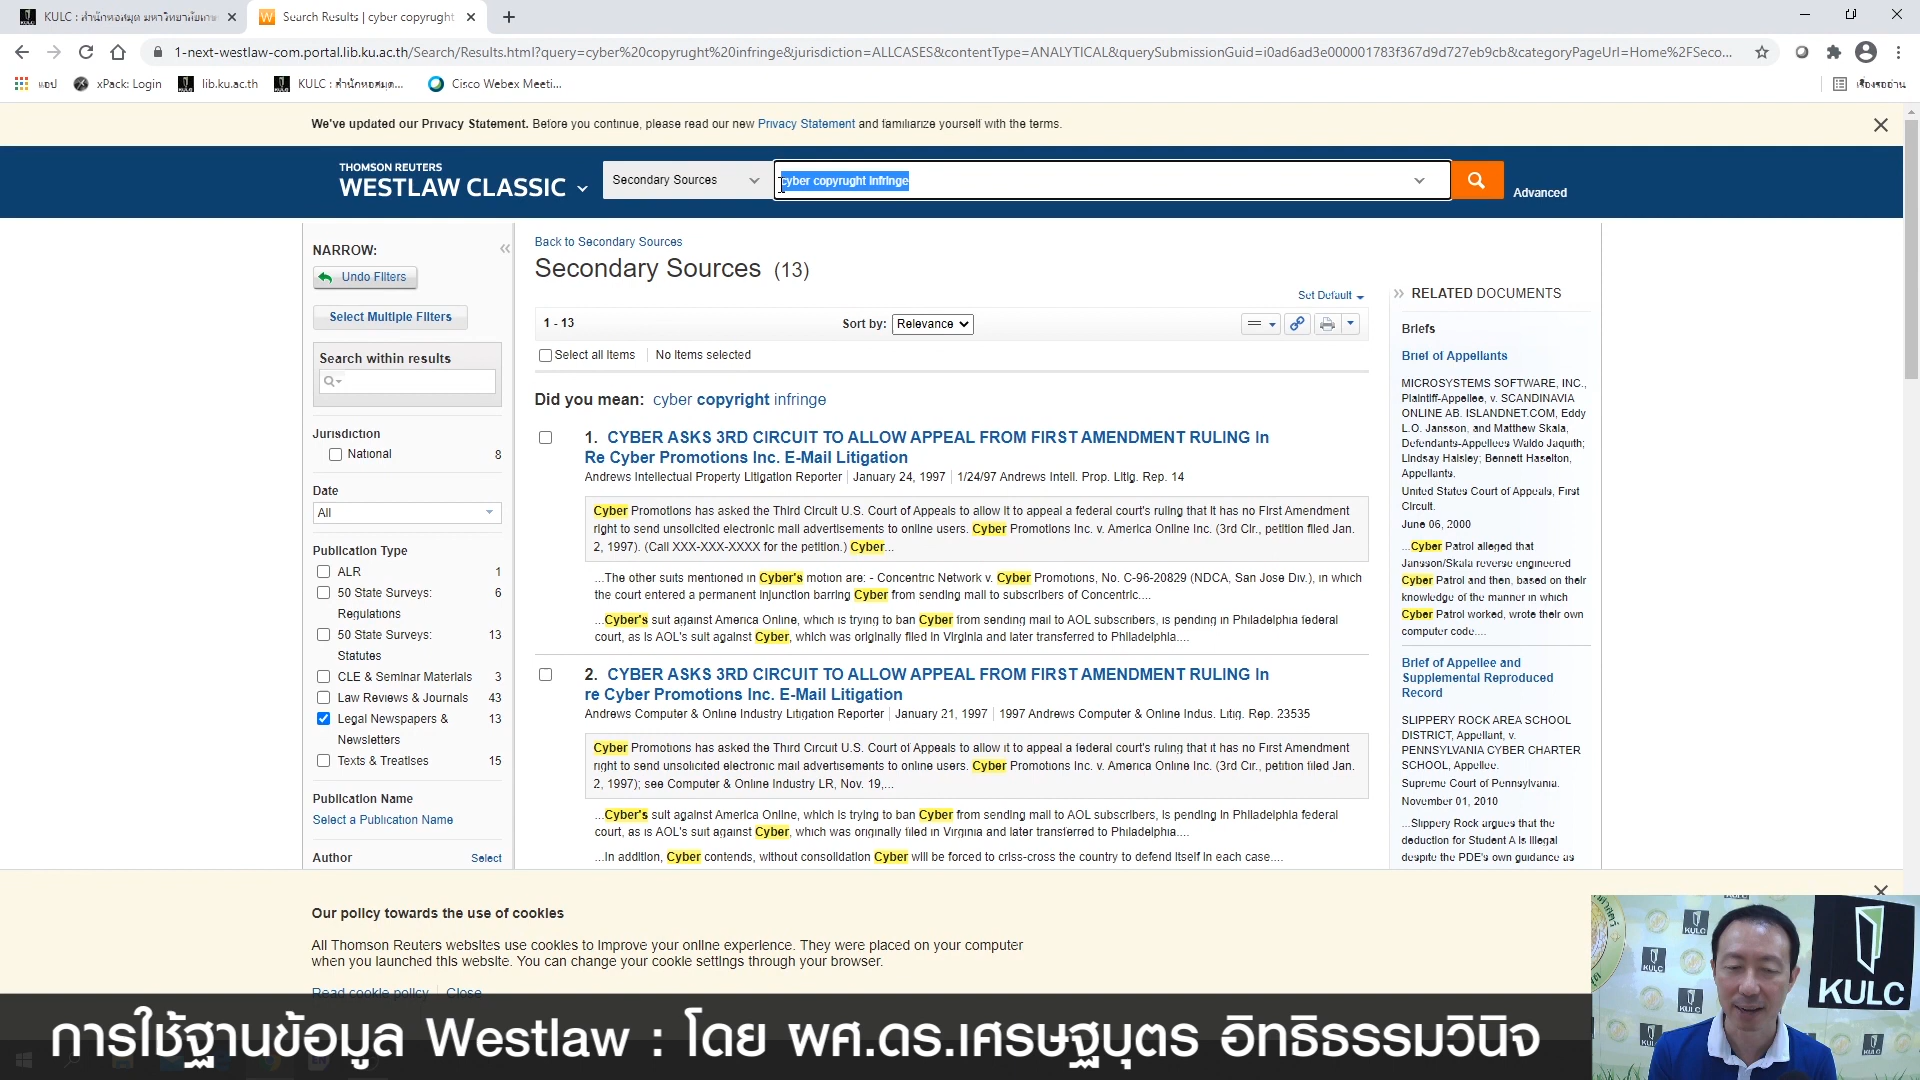 Search Results | cyber copyrught
1-next-westlaw-com.portal.lib.ku.ac.th/Search/Results.html?query=cyber%20copyrught%20infringe&jurisdiction=ALLCASES&contentType=ANALYTICAL&querySubmissionGuid=i0ad6ad3e000001783f367d9d727eb9cb&categoryPageUrl=Home%2FSeco...
แอป xPack: Login lib.ku.ac.th KULC : สำนักหอสมุด... Cisco Webex Meeti...
We've updated our Privacy Statement. Before you continue, please read our new Privacy Statement and familiarize yourself with the terms.
THOMSON REUTERS
WESTLAW CLASSIC
Secondary Sources
cyber copyrught infringe
Advanced
NARROW:
Undo Filters
Select Multiple Filters
Search within results
Jurisdiction
National 8
Date
All
Publication Type
ALR 1
50 State Surveys: 6
Regulations
50 State Surveys: 13
Statutes
CLE & Seminar Materials 3
Law Reviews & Journals 43
Legal Newspapers & 13
Newsletters
Texts & Treatises 15
Publication Name
Select a Publication Name
Author Select
Back to Secondary Sources
Secondary Sources (13)
Set Default
1 - 13
Sort by: Relevance
Select all items No items selected
Did you mean: cyber copyright infringe
1. CYBER ASKS 3RD CIRCUIT TO ALLOW APPEAL FROM FIRST AMENDMENT RULING In
Re Cyber Promotions Inc. E-Mail Litigation
Andrews Intellectual Property Litigation Reporter January 24, 1997 1/24/97 Andrews Intell. Prop. Litig. Rep. 14
Cyber Promotions has asked the Third Circuit U.S. Court of Appeals to allow it to appeal a federal court's ruling that it has no First Amendment
right to send unsolicited electronic mail advertisements to online users. Cyber Promotions Inc. v. America Online Inc. (3rd Cir., petition filed Jan.
2, 1997). (Call XXX-XXX-XXXX for the petition.) Cyber...
...The other suits mentioned in Cyber's motion are: - Concentric Network v. Cyber Promotions, No. C-96-20829 (NDCA, San Jose Div.), in which
the court entered a permanent injunction barring Cyber from sending mail to subscribers of Concentric....
...Cyber's suit against America Online, which is trying to ban Cyber from sending mail to AOL subscribers, is pending in Philadelphia federal
court, as is AOL's suit against Cyber, which was originally filed in Virginia and later transferred to Philadelphia....
2. CYBER ASKS 3RD CIRCUIT TO ALLOW APPEAL FROM FIRST AMENDMENT RULING In
re Cyber Promotions Inc. E-Mail Litigation
Andrews Computer & Online Industry Litigation Reporter January 21, 1997 1997 Andrews Computer & Online Indus. Litig. Rep. 23535
Cyber Promotions has asked the Third Circuit U.S. Court of Appeals to allow it to appeal a federal court's ruling that it has no First Amendment
right to send unsolicited electronic mail advertisements to online users. Cyber Promotions Inc. v. America Online Inc. (3rd Cir., petition filed Jan.
2, 1997); see Computer & Online Industry LR, Nov. 19,...
...Cyber's suit against America Online, which is trying to ban Cyber from sending mail to AOL subscribers, is pending in Philadelphia federal
court, as is AOL's suit against Cyber, which was originally filed in Virginia and later transferred to Philadelphia....
...In addition, Cyber contends, without consolidation Cyber will be forced to criss-cross the country to defend itself in each case....
RELATED DOCUMENTS
Briefs
Brief of Appellants
MICROSYSTEMS SOFTWARE, INC.,
Plaintiff-Appellee, v. SCANDINAVIA
ONLINE AB. ISLANDNET.COM, Eddy
L.O. Jansson, and Matthew Skala,
Defendants-Appellees Waldo Jaquith;
Lindsay Haisley; Bennett Haselton,
Appellants.
United States Court of Appeals, First
Circuit.
June 06, 2000
...Cyber Patrol alleged that
Jansson/Skala reverse engineered
Cyber Patrol and then, based on their
knowledge of the manner in which
Cyber Patrol worked, wrote their own
computer code....
Brief of Appellee and
Supplemental Reproduced
Record
SLIPPERY ROCK AREA SCHOOL
DISTRICT, Appellant, v.
PENNSYLVANIA CYBER CHARTER
SCHOOL, Appellee.
Supreme Court of Pennsylvania.
November 01, 2010
...Slippery Rock argues that the
deduction for Student A is illegal
despite the PDE's own guidance as
Our policy towards the use of cookies
All Thomson Reuters websites use cookies to improve your online experience. They were placed on your computer
when you launched this website. You can change your cookie settings through your browser.
Read cookie policy Close
KULC
KULC
KULC
KULC
การใช้ฐานข้อมูล Westlaw : โดย ผศ.ดร.เศรษฐบุตร อิทธิธรรมวินิจ